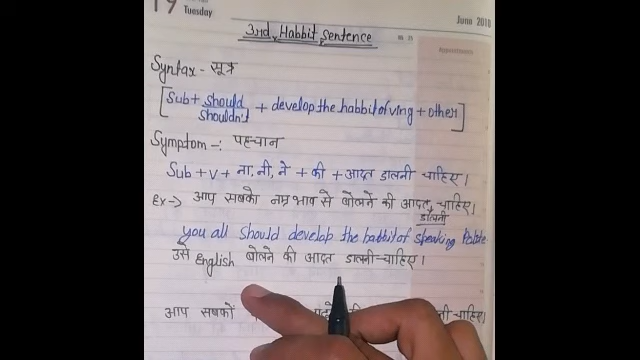 19 Tuesday
June 2018
3rd, Habbit Sentence
Syntax - सूत्र
[Sub + should / shouldn't + develop the habbit of Ving + other]
Symptom -: पहचान
Sub + v + ना, नी, ने + की + आदत डालनी चाहिए।
Ex -> आप सबको नम्र भाव से बोलने की आदत चाहिए।
डालनी
you all should develop the habbit of speaking Polite
उसे English बोलने की आदत डालनी चाहिए।
आप सबकों नी चाहिए।